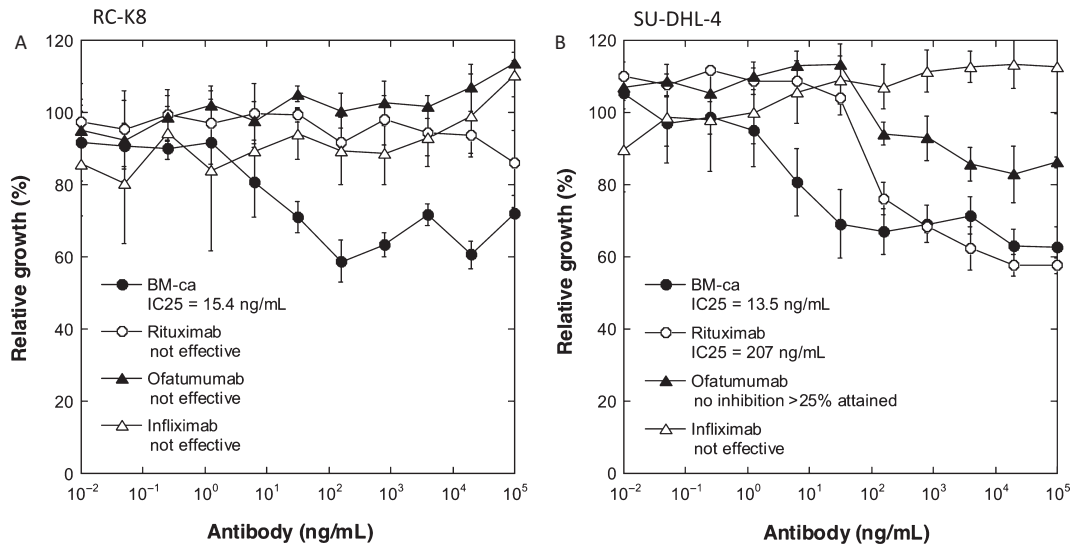 RC-K8
A
120
100
80
60
40
20
0
Relative growth (%)
BM-ca
IC25 = 15.4 ng/mL
Rituximab
not effective
Ofatumumab
not effective
Infliximab
not effective
10⁻² 10⁻¹ 10⁰ 10¹ 10² 10³ 10⁴ 10⁵
Antibody (ng/mL)
SU-DHL-4
B
120
100
80
60
40
20
0
Relative growth (%)
BM-ca
IC25 = 13.5 ng/mL
Rituximab
IC25 = 207 ng/mL
Ofatumumab
no inhibition >25% attained
Infliximab
not effective
10⁻² 10⁻¹ 10⁰ 10¹ 10² 10³ 10⁴ 10⁵
Antibody (ng/mL)